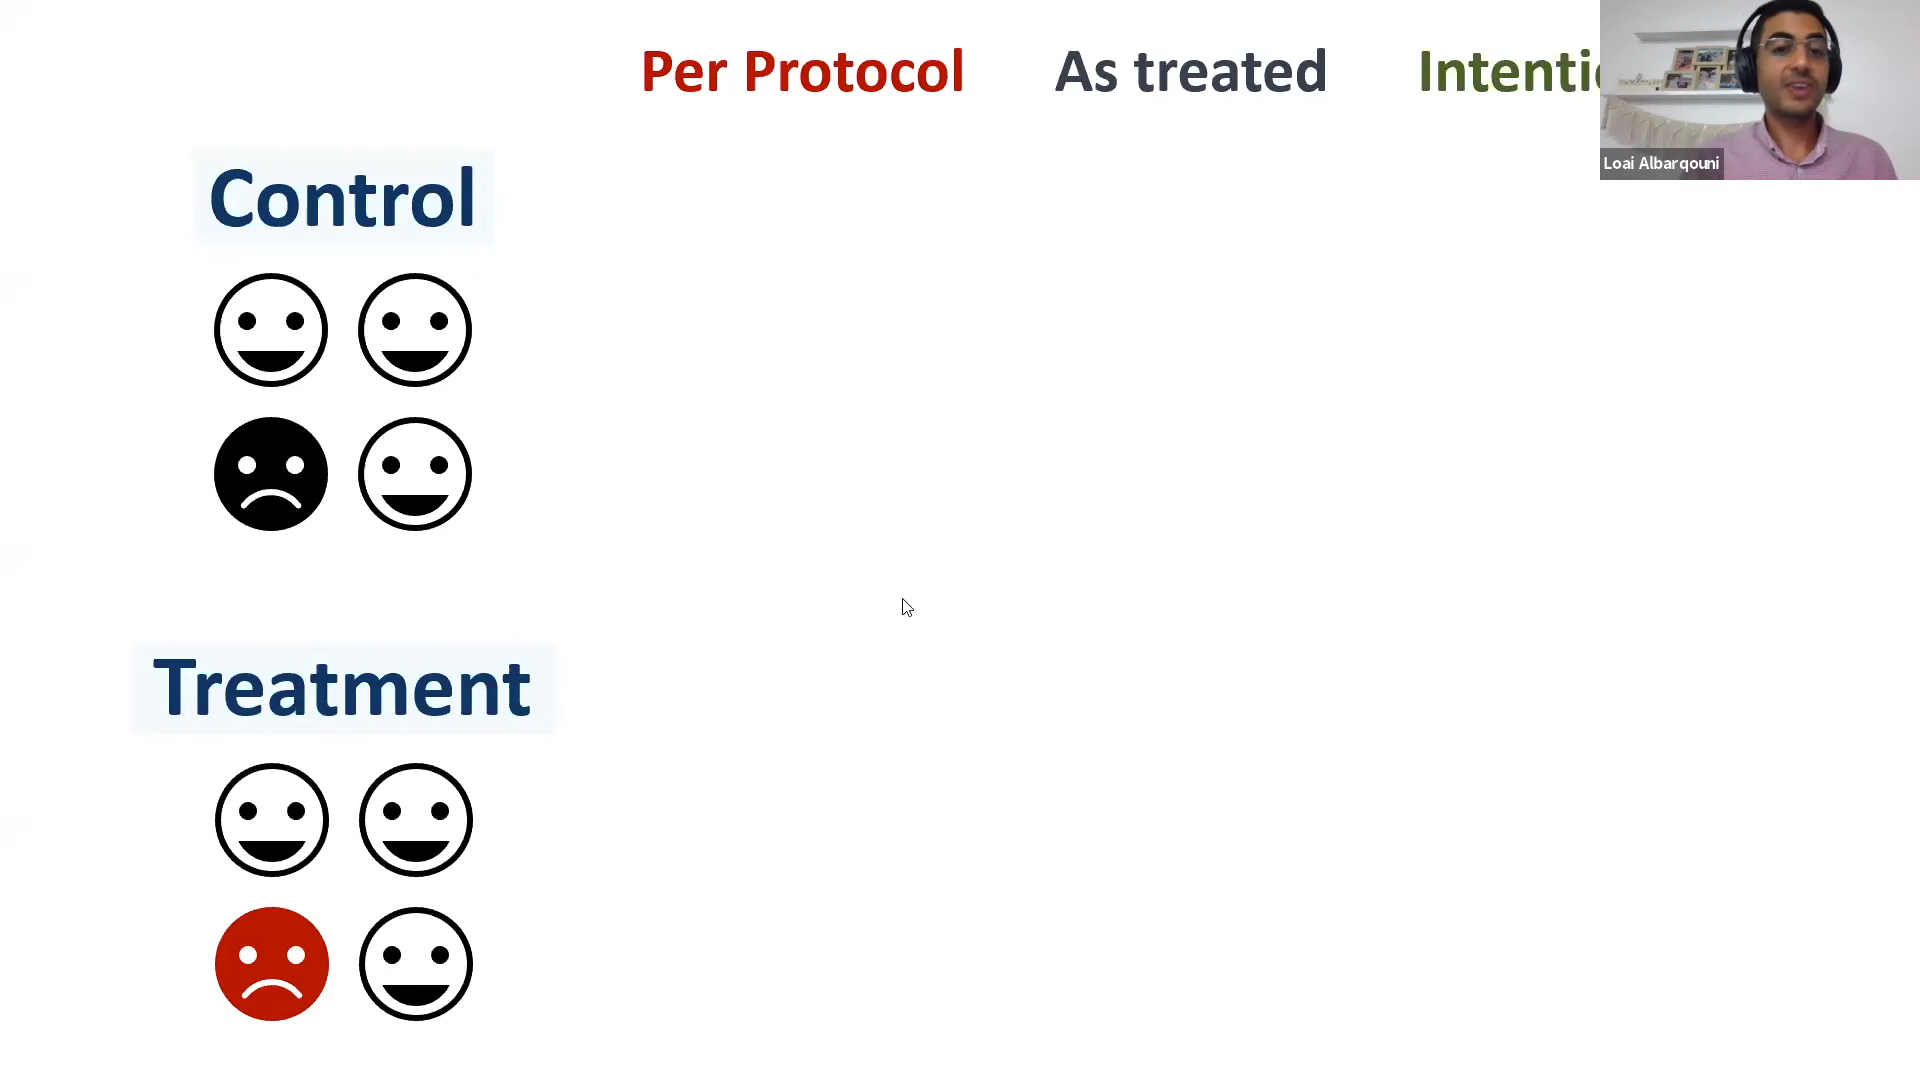 Per Protocol
As treated
Loai Albarqouni
Control
Treatment